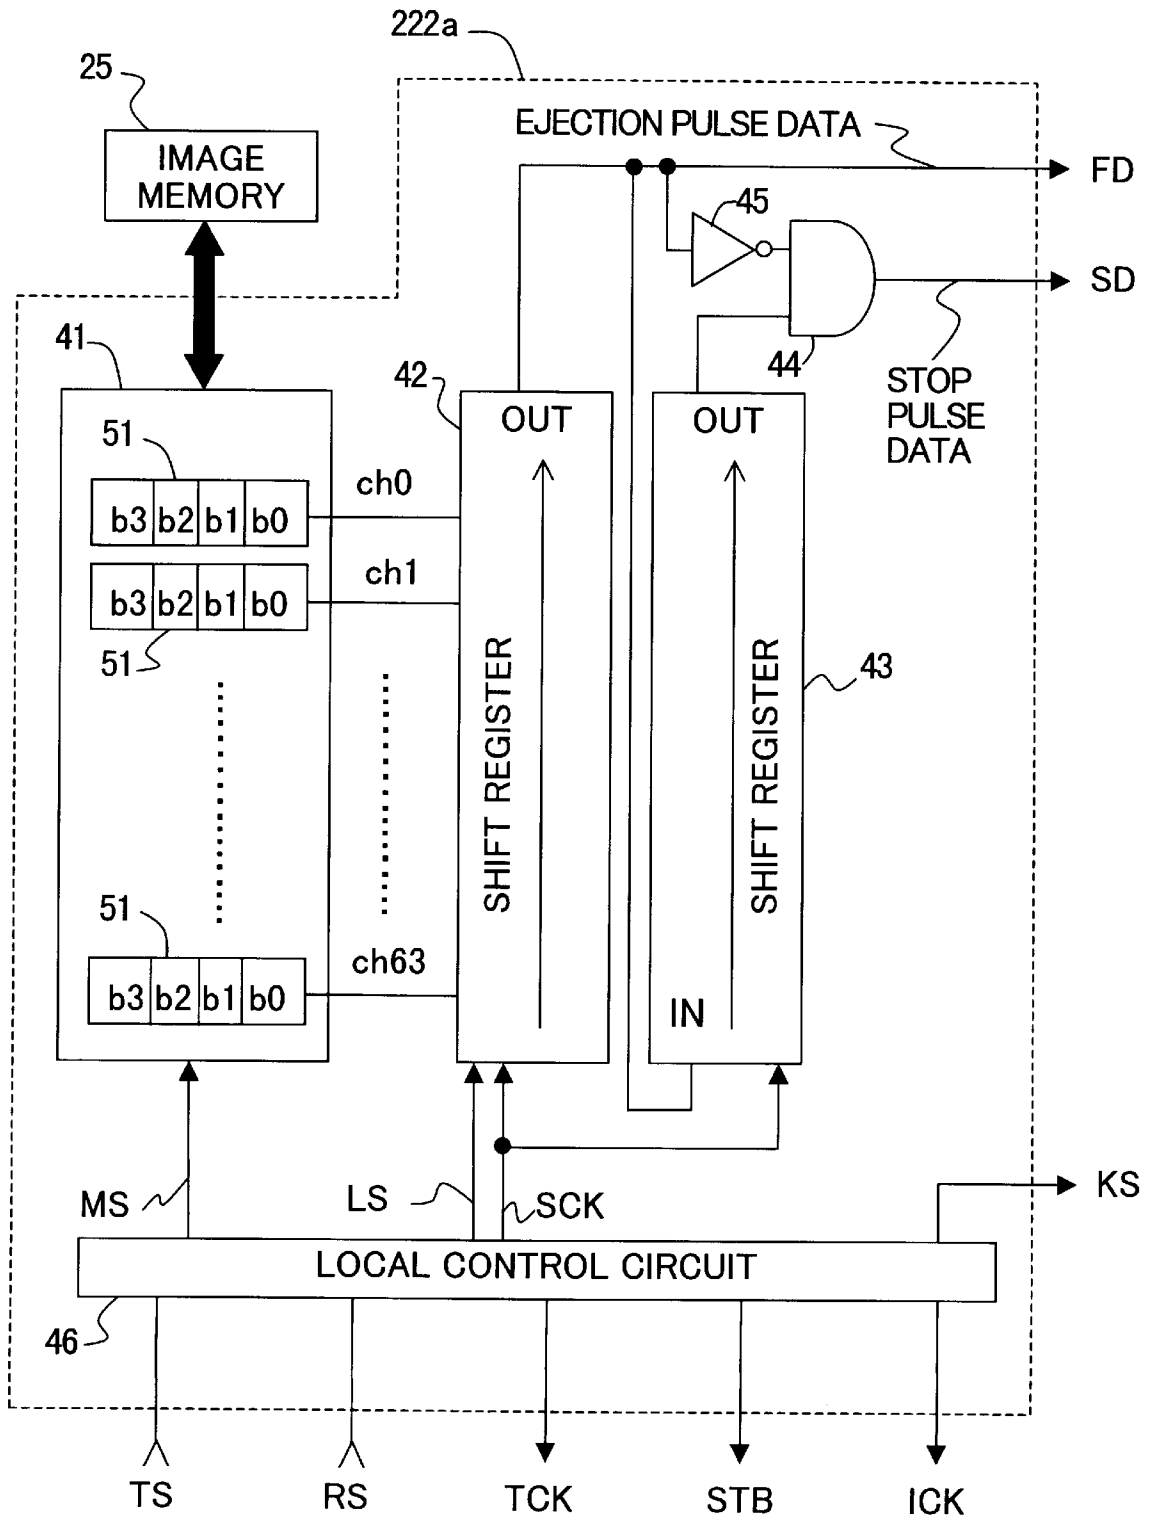 222a
25
IMAGE
MEMORY
EJECTION PULSE DATA
FD
45
SD
44
STOP
PULSE
DATA
41
42
OUT
OUT
51
ch0
b3 b2 b1 b0
ch1
b3 b2 b1 b0
51
SHIFT REGISTER
SHIFT REGISTER
43
51
ch63
b3 b2 b1 b0
IN
MS
LS
SCK
KS
LOCAL CONTROL CIRCUIT
46
TS
RS
TCK
STB
ICK